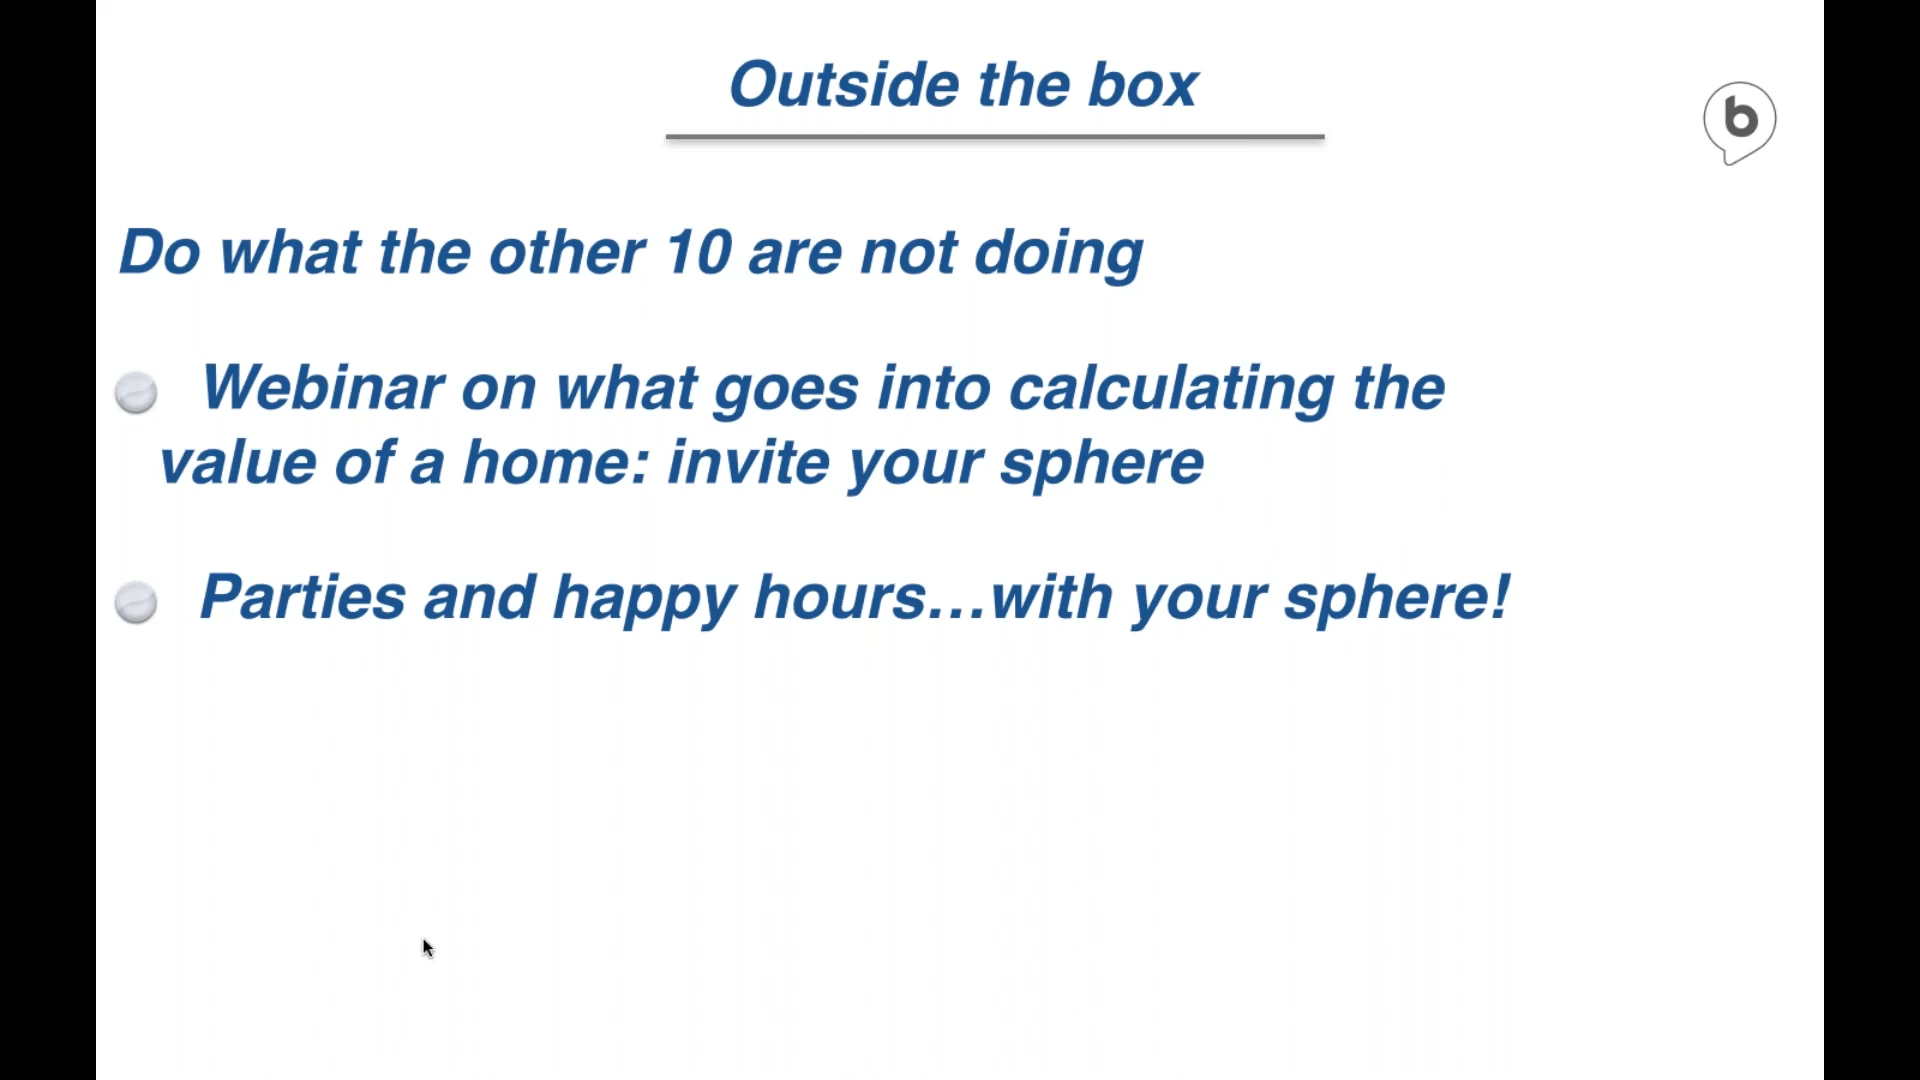 Outside the box
b
Do what the other 10 are not doing
Webinar on what goes into calculating the
value of a home: invite your sphere
Parties and happy hours...with your sphere!